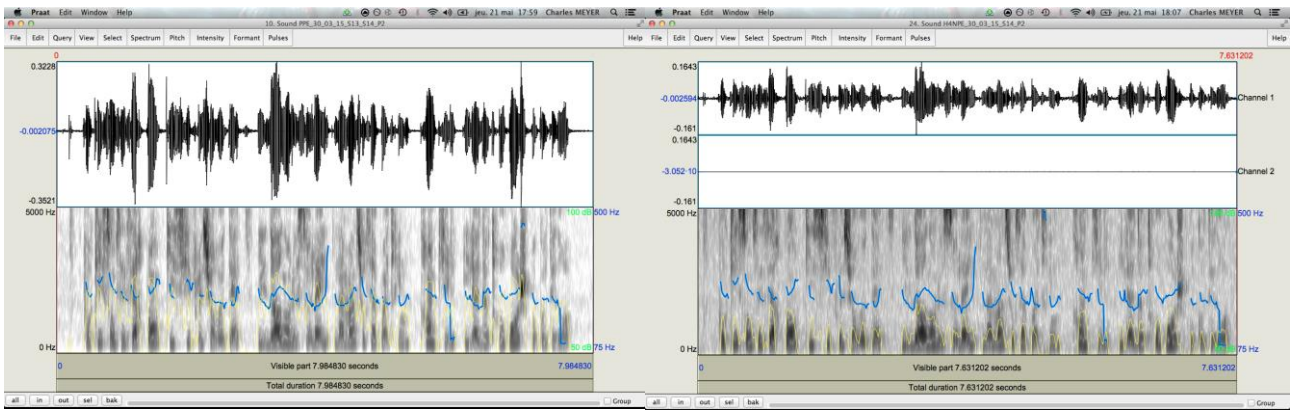 Praat Edit Window Help jeu. 21 mai 17:59 Charles MEYER
10. Sound PPE_30_03_15_S13_S14_P2
File Edit Query View Select Spectrum Pitch Intensity Formant Pulses Help
0
0.3228
-0.002075
-0.3521
5000 Hz 100 dB 500 Hz
0 Hz 50 dB 75 Hz
0 Visible part 7.984830 seconds 7.984830
Total duration 7.984830 seconds
all in out sel bak Group
Praat Edit Window Help jeu. 21 mai 18:07 Charles MEYER
24. Sound H4NPE_30_03_15_S14_P2
File Edit Query View Select Spectrum Pitch Intensity Formant Pulses Help
7.631202
0.1643
-0.002594 Channel 1
-0.161
0.1643
-3.052·10 Channel 2
-0.161
5000 Hz 500 Hz
0 Hz 75 Hz
0 Visible part 7.631202 seconds 7.631202
Total duration 7.631202 seconds
all in out sel bak Group